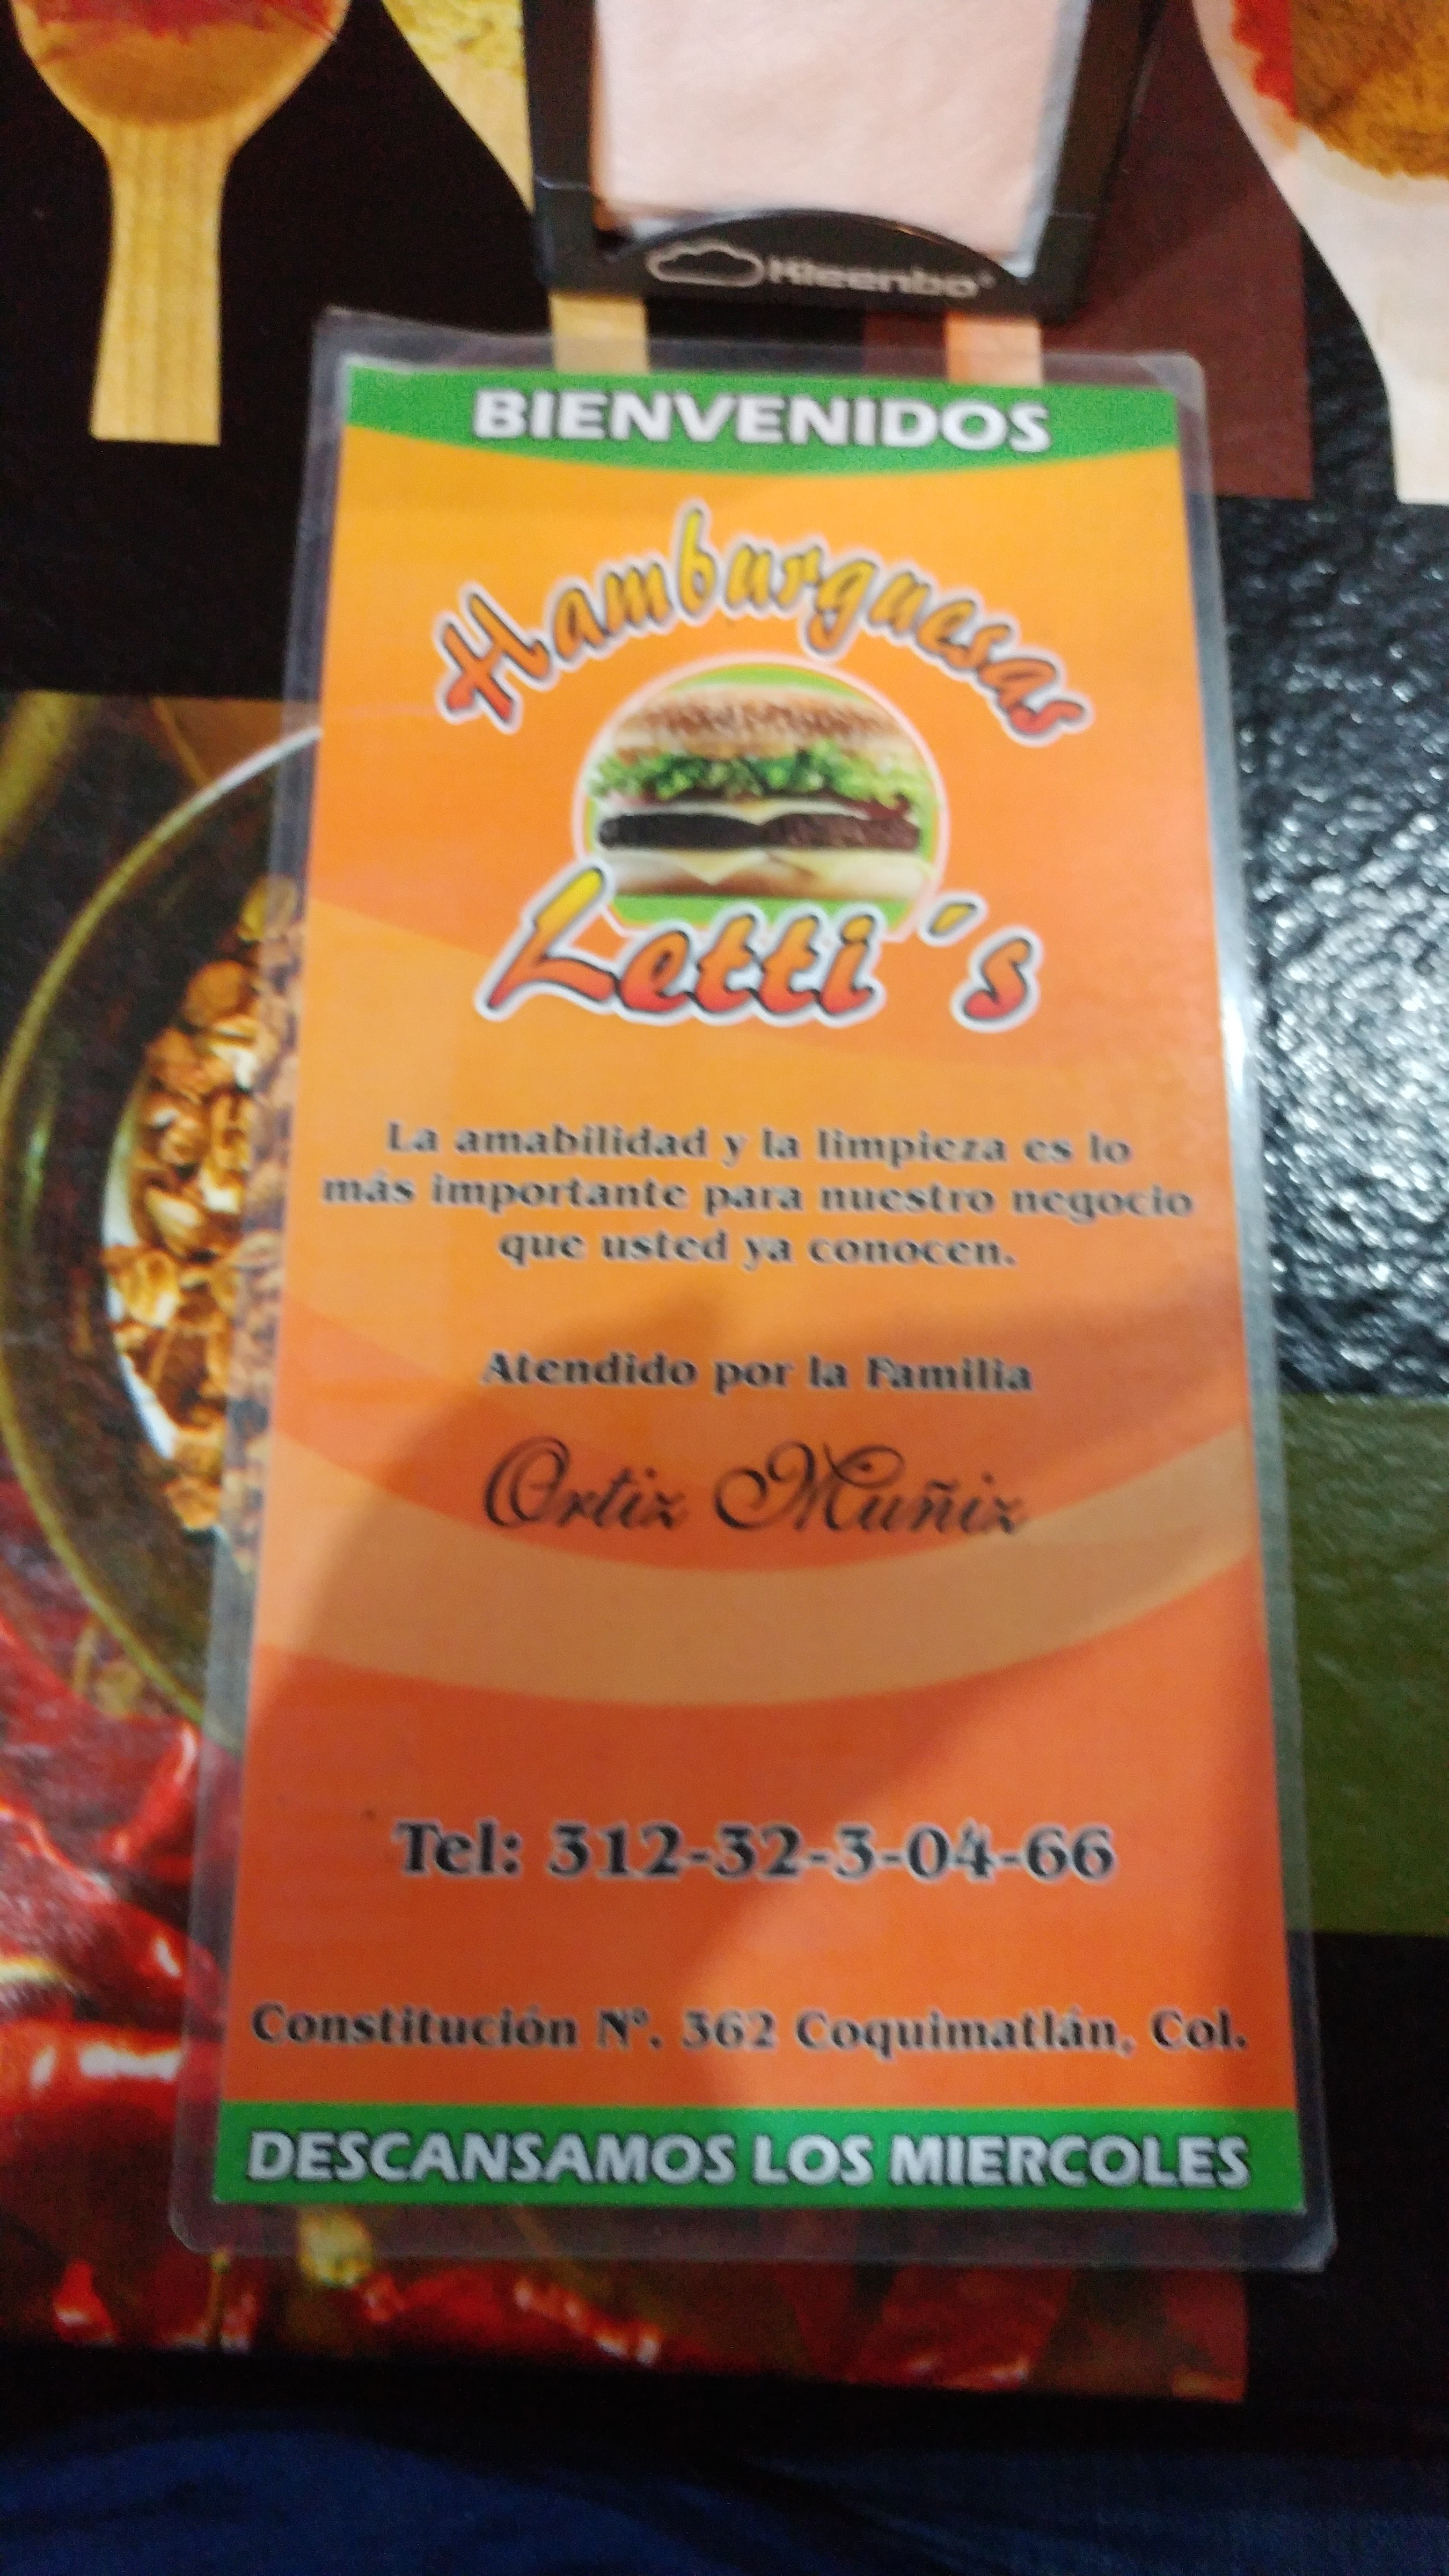 Kleenbo
BIENVENIDOS
Hamburguesas
Letti´s
La amabilidad y la limpieza es lo
más importante para nuestro negocio
que usted ya conocen.
Atendido por la Familia
Ortiz Muñiz
Tel: 312-32-3-04-66
Constitución Nº. 362 Coquimatlán, Col.
DESCANSAMOS LOS MIERCOLES